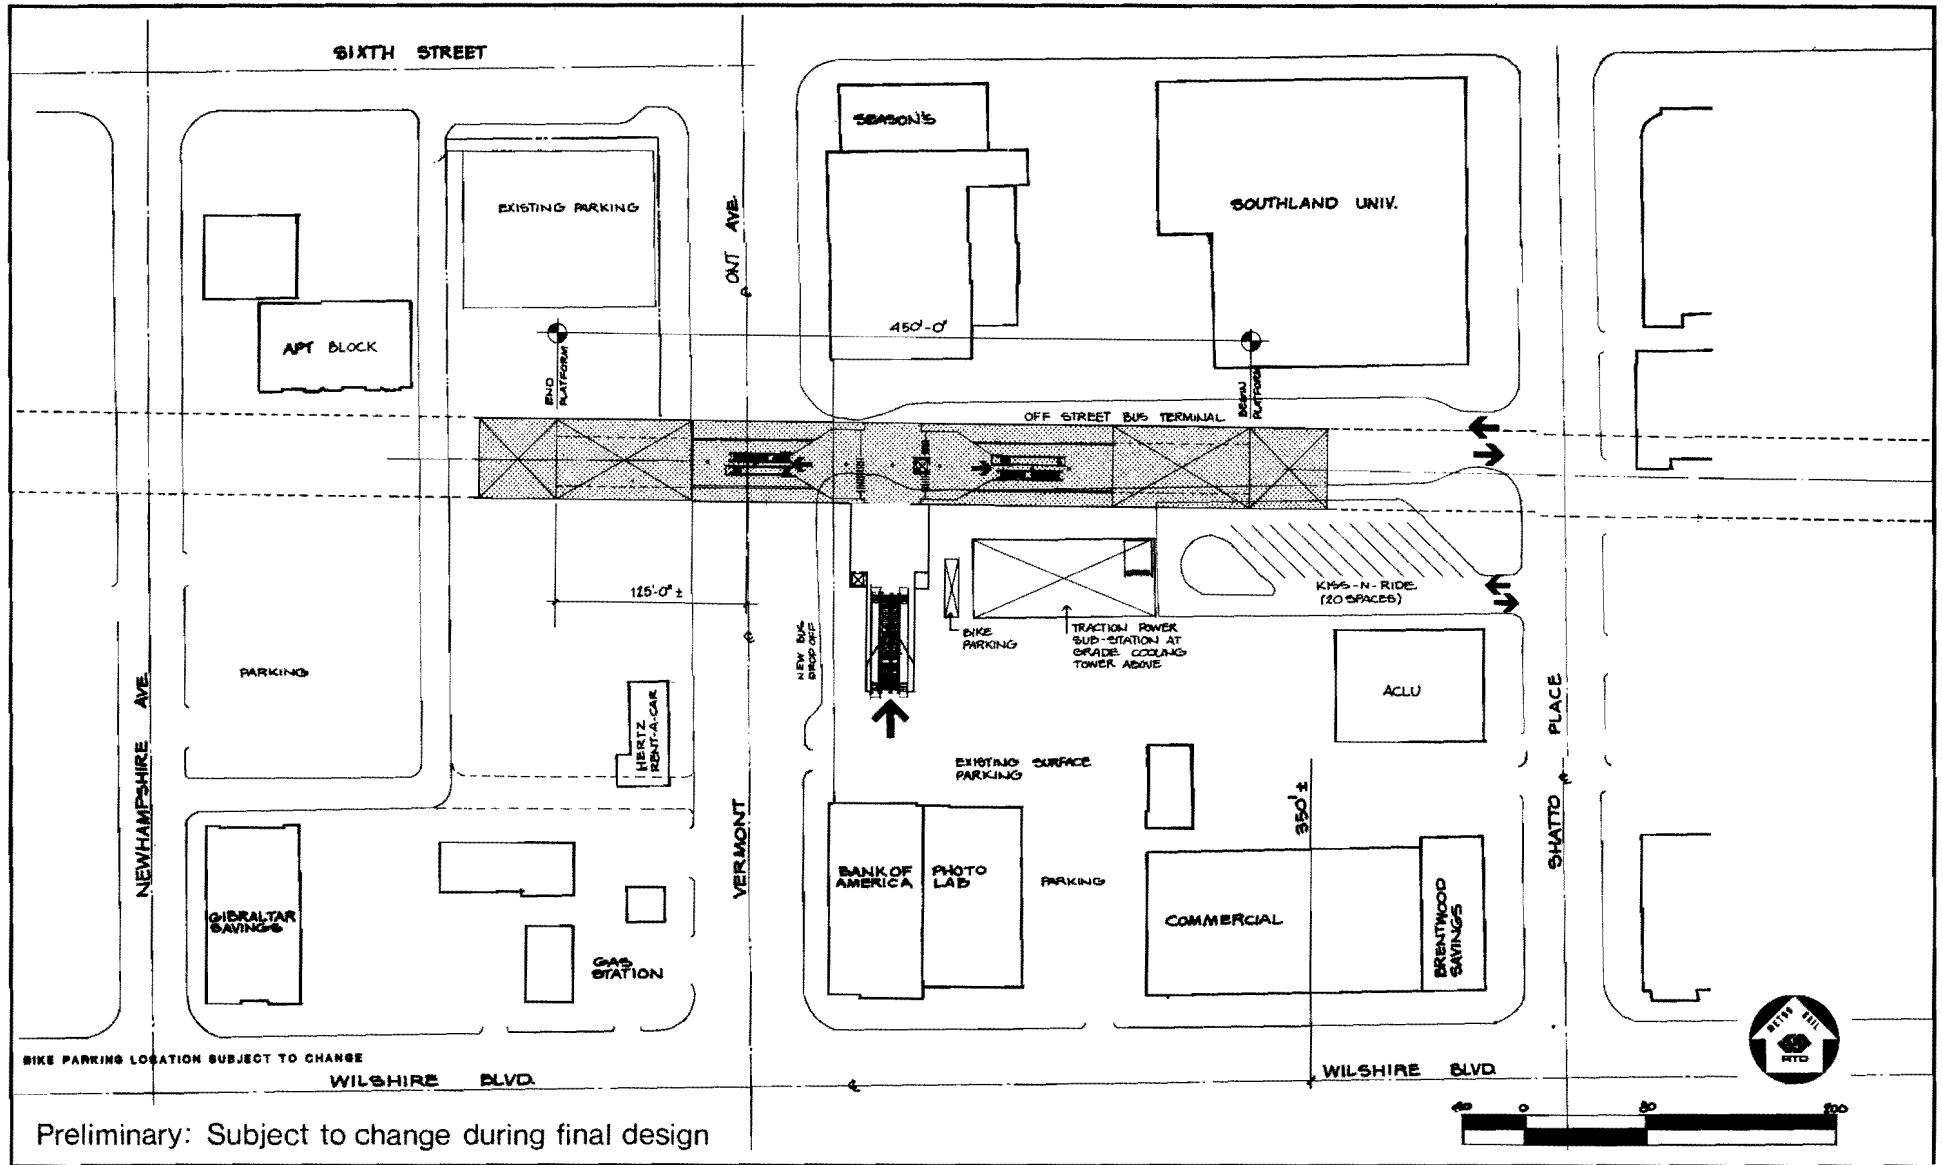 SIXTH STREET
SEASON'S
EXISTING PARKING
SOUTHLAND UNIV.
ONT AVE.
450'-0"
APT BLOCK
END
PLATFORM
BEGIN
PLATFORM
OFF STREET BUS TERMINAL
125'-0" ±
KISS-N-RIDE
(20 SPACES)
NEW BUS
DROP OFF
BIKE
PARKING
TRACTION POWER
SUB-STATION AT
GRADE COOLING
TOWER ABOVE
PARKING
ACLU
HERTZ
RENT-A-CAR
NEWHAMPSHIRE AVE.
VERMONT
SHATTO PLACE
EXISTING SURFACE
PARKING
350' ±
BANK OF
AMERICA
PHOTO
LAB
PARKING
COMMERCIAL
BRENTWOOD
SAVINGS
GIBRALTAR
SAVINGS
GAS
STATION
METRO RAIL
RTD
BIKE PARKING LOCATION SUBJECT TO CHANGE
WILSHIRE BLVD.
WILSHIRE BLVD
0
Preliminary: Subject to change during final design